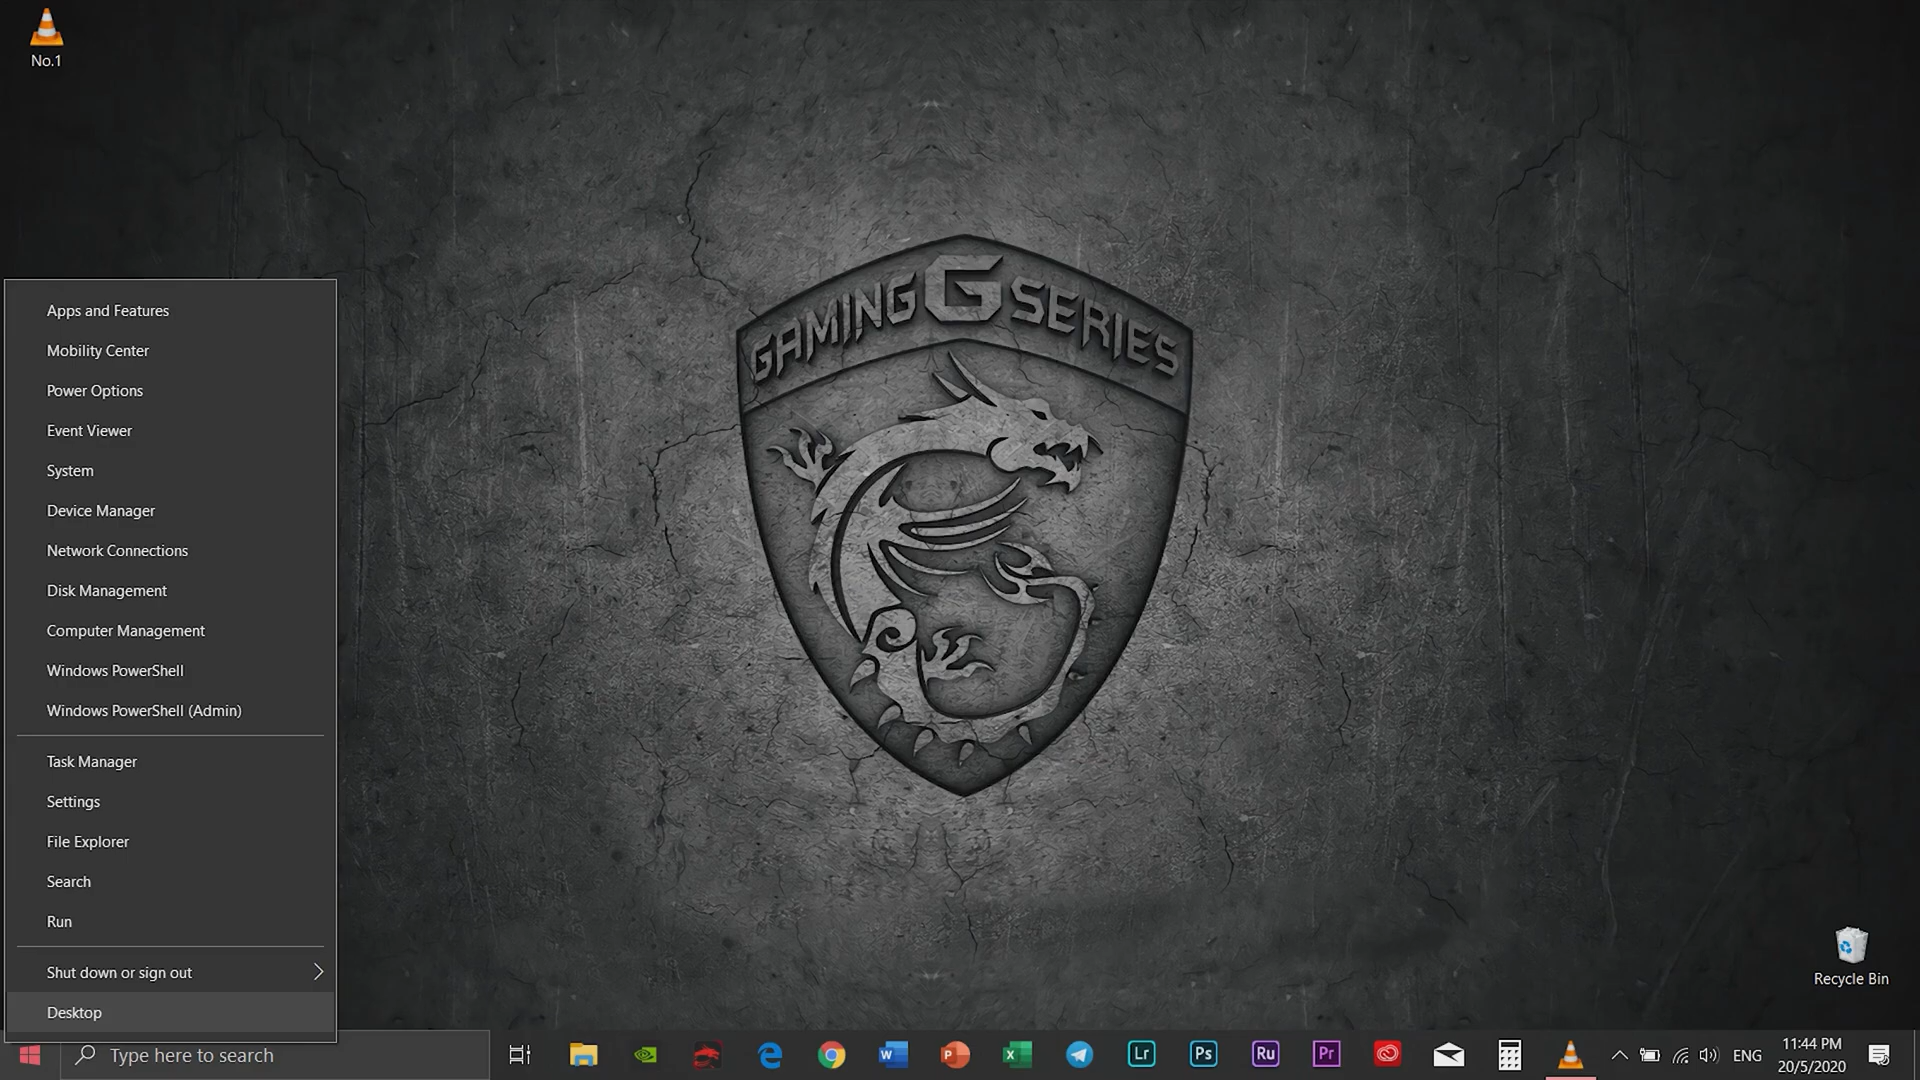 No.1
GAMING G SERIES
Apps and Features
Mobility Center
Power Options
Event Viewer
System
Device Manager
Network Connections
Disk Management
Computer Management
Windows PowerShell
Windows PowerShell (Admin)
Task Manager
Settings
File Explorer
Search
Run
Shut down or sign out
Desktop
Recycle Bin
Type here to search
W
P
X
Lr
Ps
Ru
Pr
ENG
11:44 PM
20/5/2020